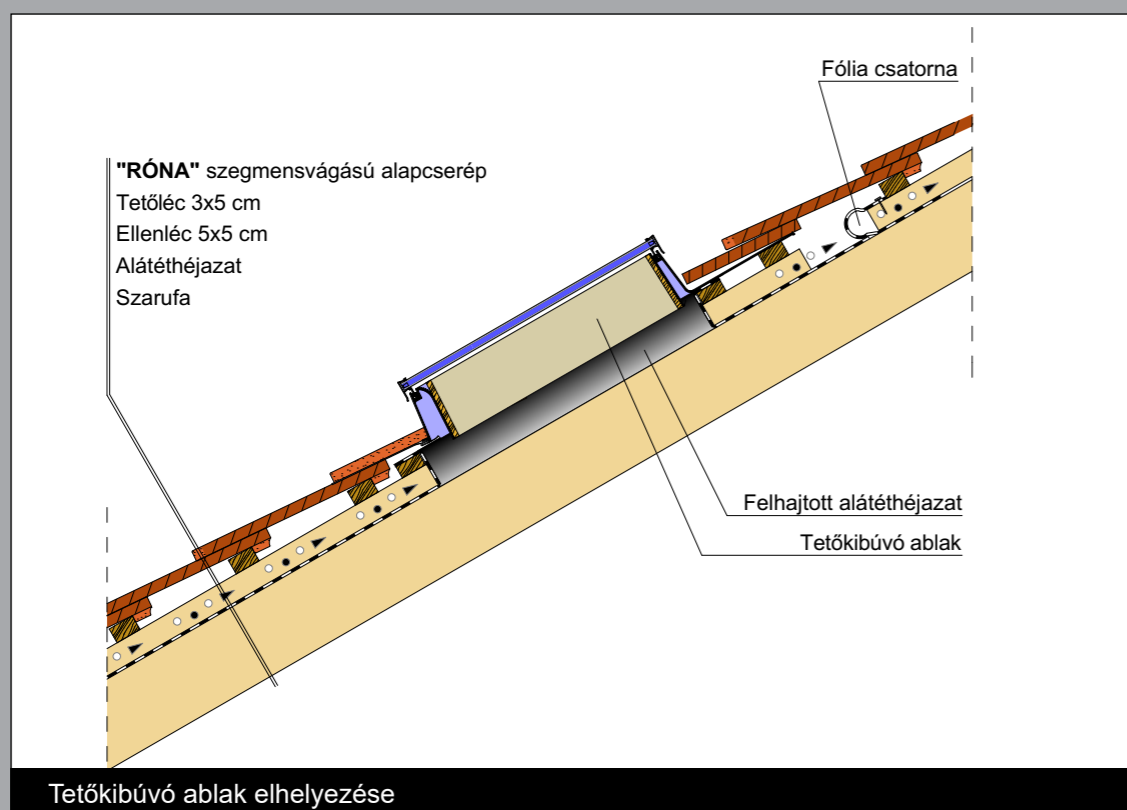 Fólia csatorna
"RÓNA" szegmensvágású alapcserép
Tetőléc 3x5 cm
Ellenléc 5x5 cm
Alátéthéjazat
Szarufa
Felhajtott alátéthéjazat
Tetőkibúvó ablak
Tetőkibúvó ablak elhelyezése